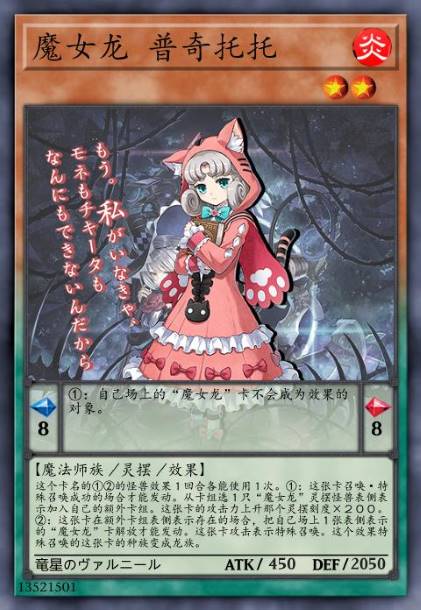 魔女龙 普奇托托
炎
もう。
私がいなきゃ、
モネもチキータも
なんにもできないんだから
①：自己场上的“魔女龙”卡不会成为效果的
对象。
8
8
【魔法师族／灵摆／效果】
这个卡名的①②的怪兽效果1回合各能使用1次。①：这张卡召唤・特
殊召唤成功的场合才能发动。从卡组选1只“魔女龙”灵摆怪兽表侧表
示加入自己的额外卡组。这张卡的攻击力上升那个灵摆刻度×200。
②：这张卡在额外卡组表侧表示存在的场合，把自己场上1张表侧表示
的“魔女龙”卡解放才能发动。这张卡攻击表示特殊召唤。这个效果特
殊召唤的这张卡的种族变成龙族。
竜星のヴァルニール
ATK/ 450 DEF/2050
13521501